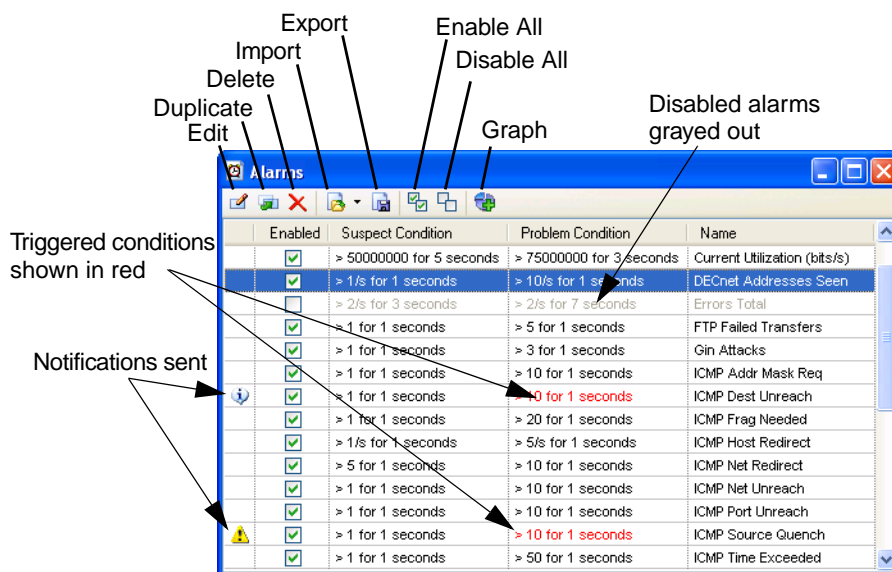 Export
Enable All
Import
Disable All
Delete
Duplicate
Disabled alarms
grayed out
Edit
Graph
Alarms
Enabled Suspect Condition Problem Condition Name
> 50000000 for 5 seconds > 75000000 for 3 seconds Current Utilization (bits/s)
> 1/s for 1 seconds > 10/s for 1 seconds DECnet Addresses Seen
> 2/s for 3 seconds > 2/s for 7 seconds Errors Total
> 1 for 1 seconds > 5 for 1 seconds FTP Failed Transfers
> 1 for 1 seconds > 3 for 1 seconds Gin Attacks
> 1 for 1 seconds > 10 for 1 seconds ICMP Addr Mask Req
> 1 for 1 seconds > 10 for 1 seconds ICMP Dest Unreach
> 1 for 1 seconds > 20 for 1 seconds ICMP Frag Needed
> 1/s for 1 seconds > 5/s for 1 seconds ICMP Host Redirect
> 5 for 1 seconds > 10 for 1 seconds ICMP Net Redirect
> 1 for 1 seconds > 10 for 1 seconds ICMP Net Unreach
> 1 for 1 seconds > 10 for 1 seconds ICMP Port Unreach
> 1 for 1 seconds > 10 for 1 seconds ICMP Source Quench
> 1 for 1 seconds > 50 for 1 seconds ICMP Time Exceeded
Triggered conditions
shown in red
Notifications sent